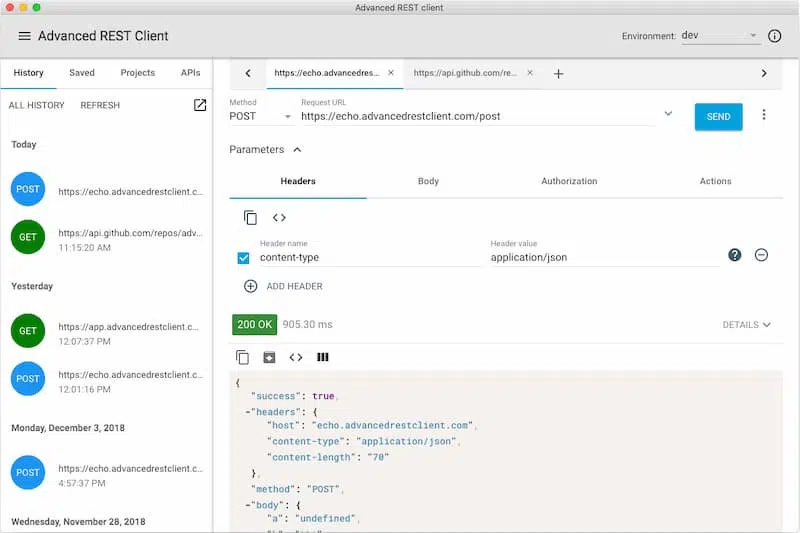 Advanced REST client
Advanced REST Client
Environment: dev
History Saved Projects APIs
ALL HISTORY REFRESH
Today
POST https://echo.advancedrestclient.c...
GET https://api.github.com/repos/adv...
11:15:20 AM
Yesterday
GET https://app.advancedrestclient.c...
12:07:37 PM
POST https://echo.advancedrestclient.c...
12:01:16 PM
Monday, December 3, 2018
POST https://echo.advancedrestclient.c...
4:57:37 PM
Wednesday, November 28, 2018
https://echo.advancedres... × https://api.github.com/re... × +
Method Request URL
POST https://echo.advancedrestclient.com/post
SEND
Parameters
Headers Body Authorization Actions
Header name Header value
content-type application/json
ADD HEADER
200 OK 905.30 ms DETAILS
{
"success": true,
-"headers": {
"host": "echo.advancedrestclient.com",
"content-type": "application/json",
"content-length": "70"
},
"method": "POST",
-"body": {
"a": "undefined",